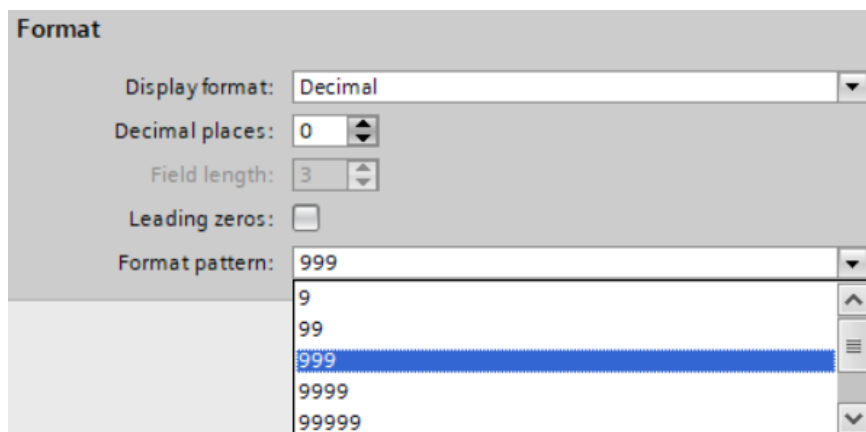 Format
Display format: Decimal
Decimal places: 0
Field length: 3
Leading zeros:
Format pattern: 999
9
99
999
9999
99999